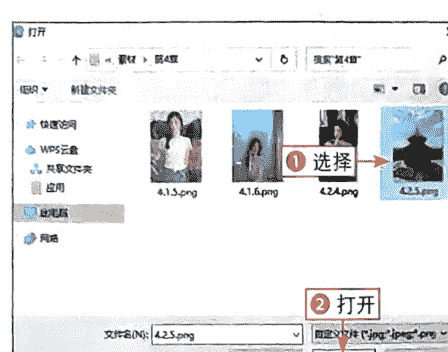 打开
素材 > 第4章
搜索"第4章"
组织 新建文件夹
快速访问
WPS云盘
共享文件夹
应用
此电脑
网络
4.1.5.png 4.1.6.png 4.2.4.png 4.2.5.png
1 选择
2 打开
文件名(N): 4.2.5.png
自定义文件 (*.jpg;*.jpeg;*.pn